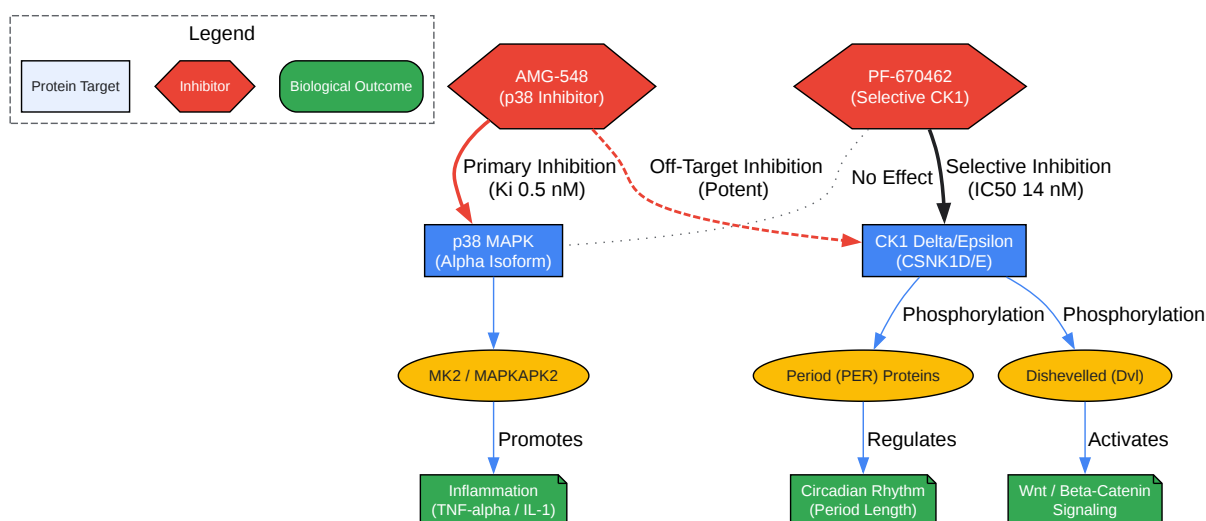 Legend
Protein Target
Inhibitor
Biological Outcome
AMG-548
(p38 Inhibitor)
PF-670462
(Selective CK1)
Primary Inhibition
(Ki 0.5 nM)
Off-Target Inhibition
(Potent)
No Effect
Selective Inhibition
(IC50 14 nM)
p38 MAPK
(Alpha Isoform)
CK1 Delta/Epsilon
(CSNK1D/E)
Phosphorylation
Phosphorylation
MK2 / MAPKAPK2
Period (PER) Proteins
Dishevelled (Dvl)
Promotes
Regulates
Activates
Inflammation
(TNF-alpha / IL-1)
Circadian Rhythm
(Period Length)
Wnt / Beta-Catenin
Signaling